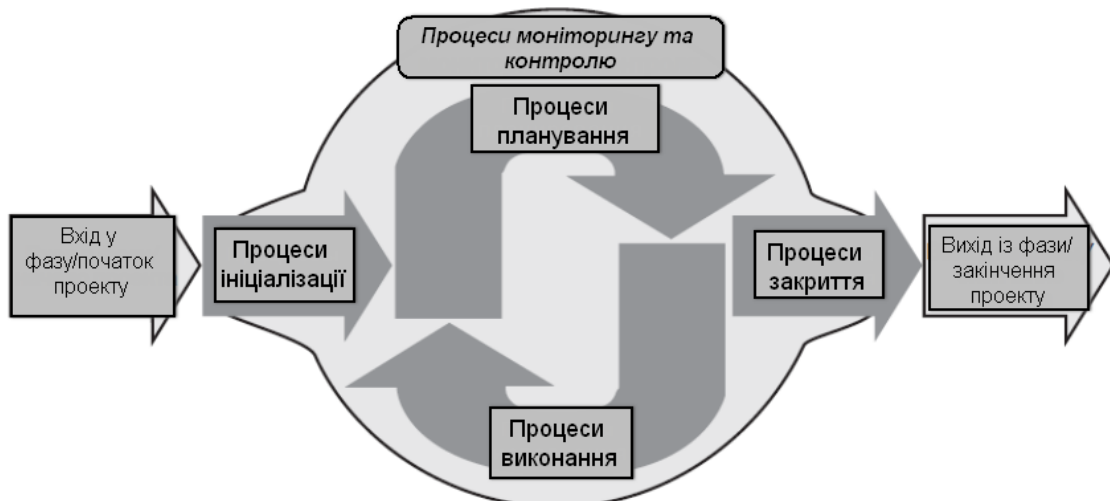 Процеси моніторингу та
контролю
Процеси
планування
Вхід у
фазу/початок
проекту
Процеси
ініціалізації
Процеси
закриття
Вихід із фази/
закінчення
проекту
Процеси
виконання